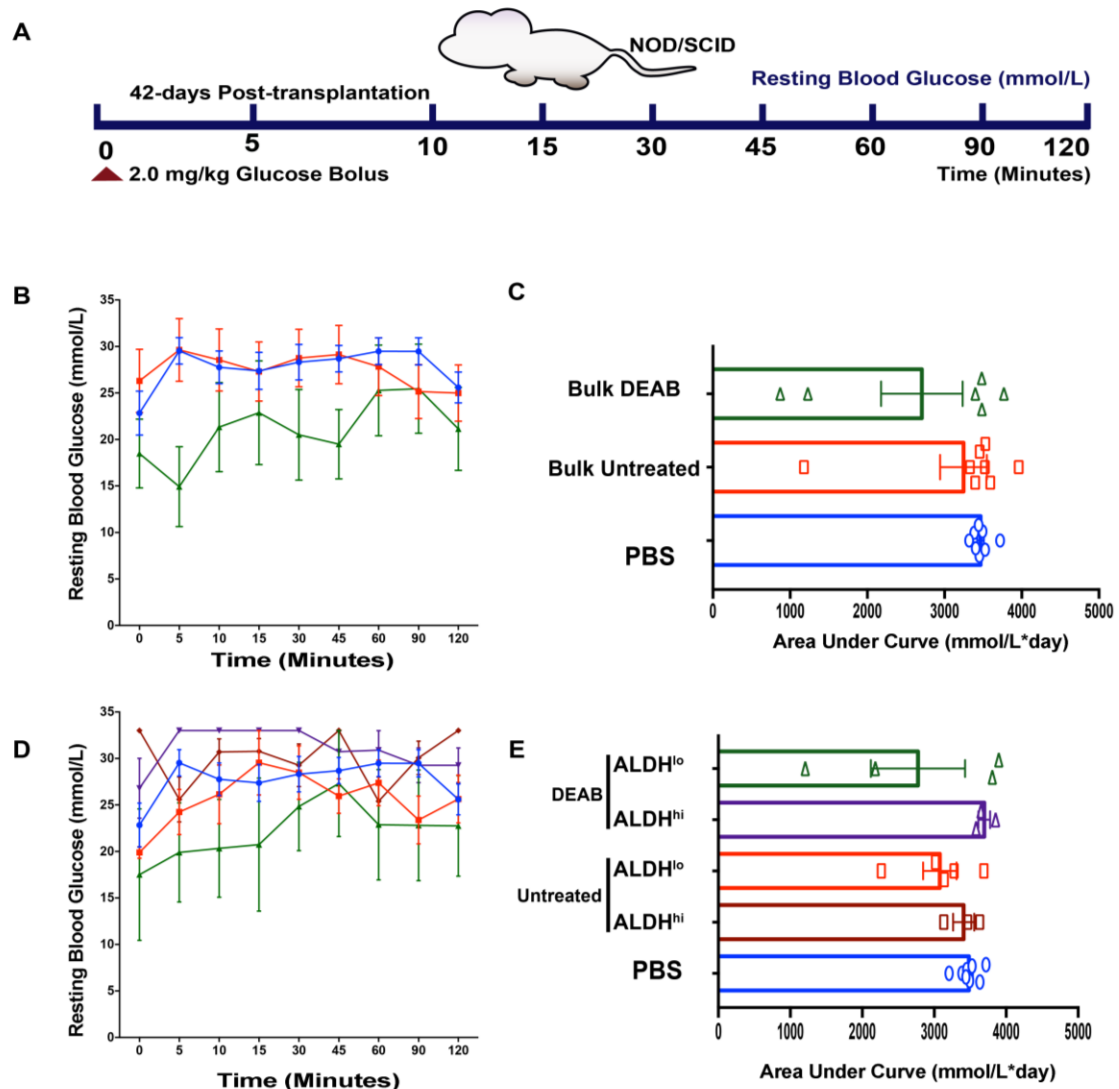 A
NOD/SCID
Resting Blood Glucose (mmol/L)
42-days Post-transplantation
0 5 10 15 30 45 60 90 120
2.0 mg/kg Glucose Bolus
Time (Minutes)
B
Resting Blood Glucose (mmol/L)
35
30
25
20
15
10
5
0
0 5 10 15 30 45 60 90 120
Time (Minutes)
C
Bulk DEAB
Bulk Untreated
PBS
0 1000 2000 3000 4000 5000
Area Under Curve (mmol/L*day)
D
Resting Blood Glucose (mmol/L)
35
30
25
20
15
10
5
0
0 5 10 15 30 45 60 90 120
Time (Minutes)
E
DEAB
ALDHlo
ALDHhi
Untreated
ALDHlo
ALDHhi
PBS
0 1000 2000 3000 4000 5000
Area Under Curve (mmol/L*day)